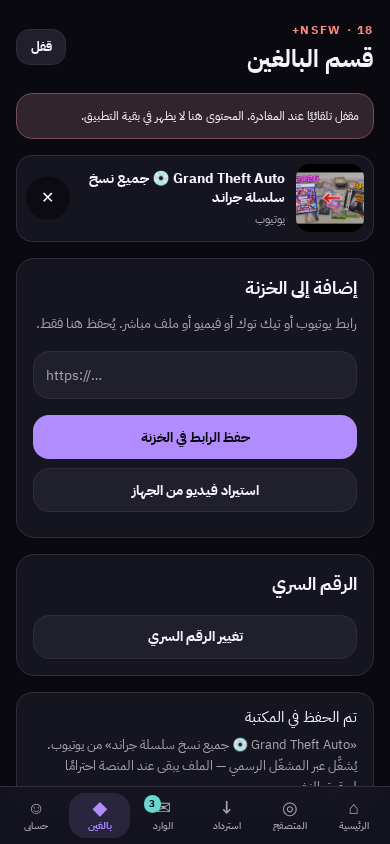 NSFW · 18+
قسم البالغين
قفل
مقفل تلقائيًا عند المغادرة. المحتوى هنا لا يظهر في بقية التطبيق.
Grand Theft Auto 💿 جميع نسخ
سلسلة جراند
يوتيوب
✕
إضافة إلى الخزنة
رابط يوتيوب أو تيك توك أو فيميو أو ملف مباشر. يُحفظ هنا فقط.
https://...
حفظ الرابط في الخزنة
استيراد فيديو من الجهاز
الرقم السري
تغيير الرقم السري
تم الحفظ في المكتبة
«Grand Theft Auto 💿 جميع نسخ سلسلة جراند» من يوتيوب.
يُشغَّل عبر المشغّل الرسمي — الملف يبقى عند المنصة احترامًا
الرئيسية
المتصفح
استرداد
3
الوارد
بالغين
حسابي